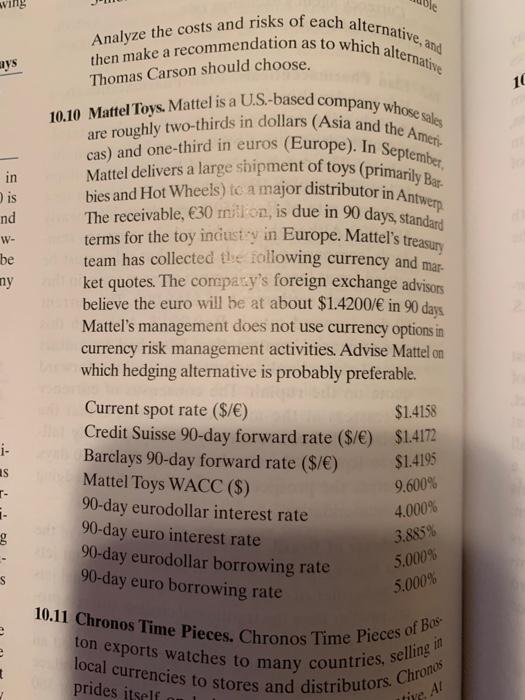 wing
Analyze the costs and risks of each alternative, and
then make a recommendation as to which alternative
Thomas Carson should choose.
ays
10
10.10 Mattel Toys. Mattel is a U.S.-based company whose sales
are roughly two-thirds in dollars (Asia and the Ameri-
cas) and one-third in euros (Europe). In September,
in
Mattel delivers a large shipment of toys (primarily Bar-
) is
bies and Hot Wheels) to a major distributor in Antwerp.
nd
The receivable, €30 million, is due in 90 days, standard
w-
terms for the toy industry in Europe. Mattel's treasury
be
team has collected the following currency and mar-
ny
ket quotes. The company's foreign exchange advisors
believe the euro will be at about $1.4200/€ in 90 days.
Mattel's management does not use currency options in
currency risk management activities. Advise Mattel on
which hedging alternative is probably preferable.
Current spot rate ($/€) $1.4158
Credit Suisse 90-day forward rate ($/€) $1.4172
i-
Barclays 90-day forward rate ($/€) $1.4195
as
Mattel Toys WACC ($) 9.600%
r-
90-day eurodollar interest rate 4.000%
i-
90-day euro interest rate 3.885%
g
90-day eurodollar borrowing rate 5.000%
s
90-day euro borrowing rate 5.000%
10.11 Chronos Time Pieces. Chronos Time Pieces of Bos-
e
ton exports watches to many countries, selling in
e
local currencies to stores and distributors. Chronos
t
prides itself